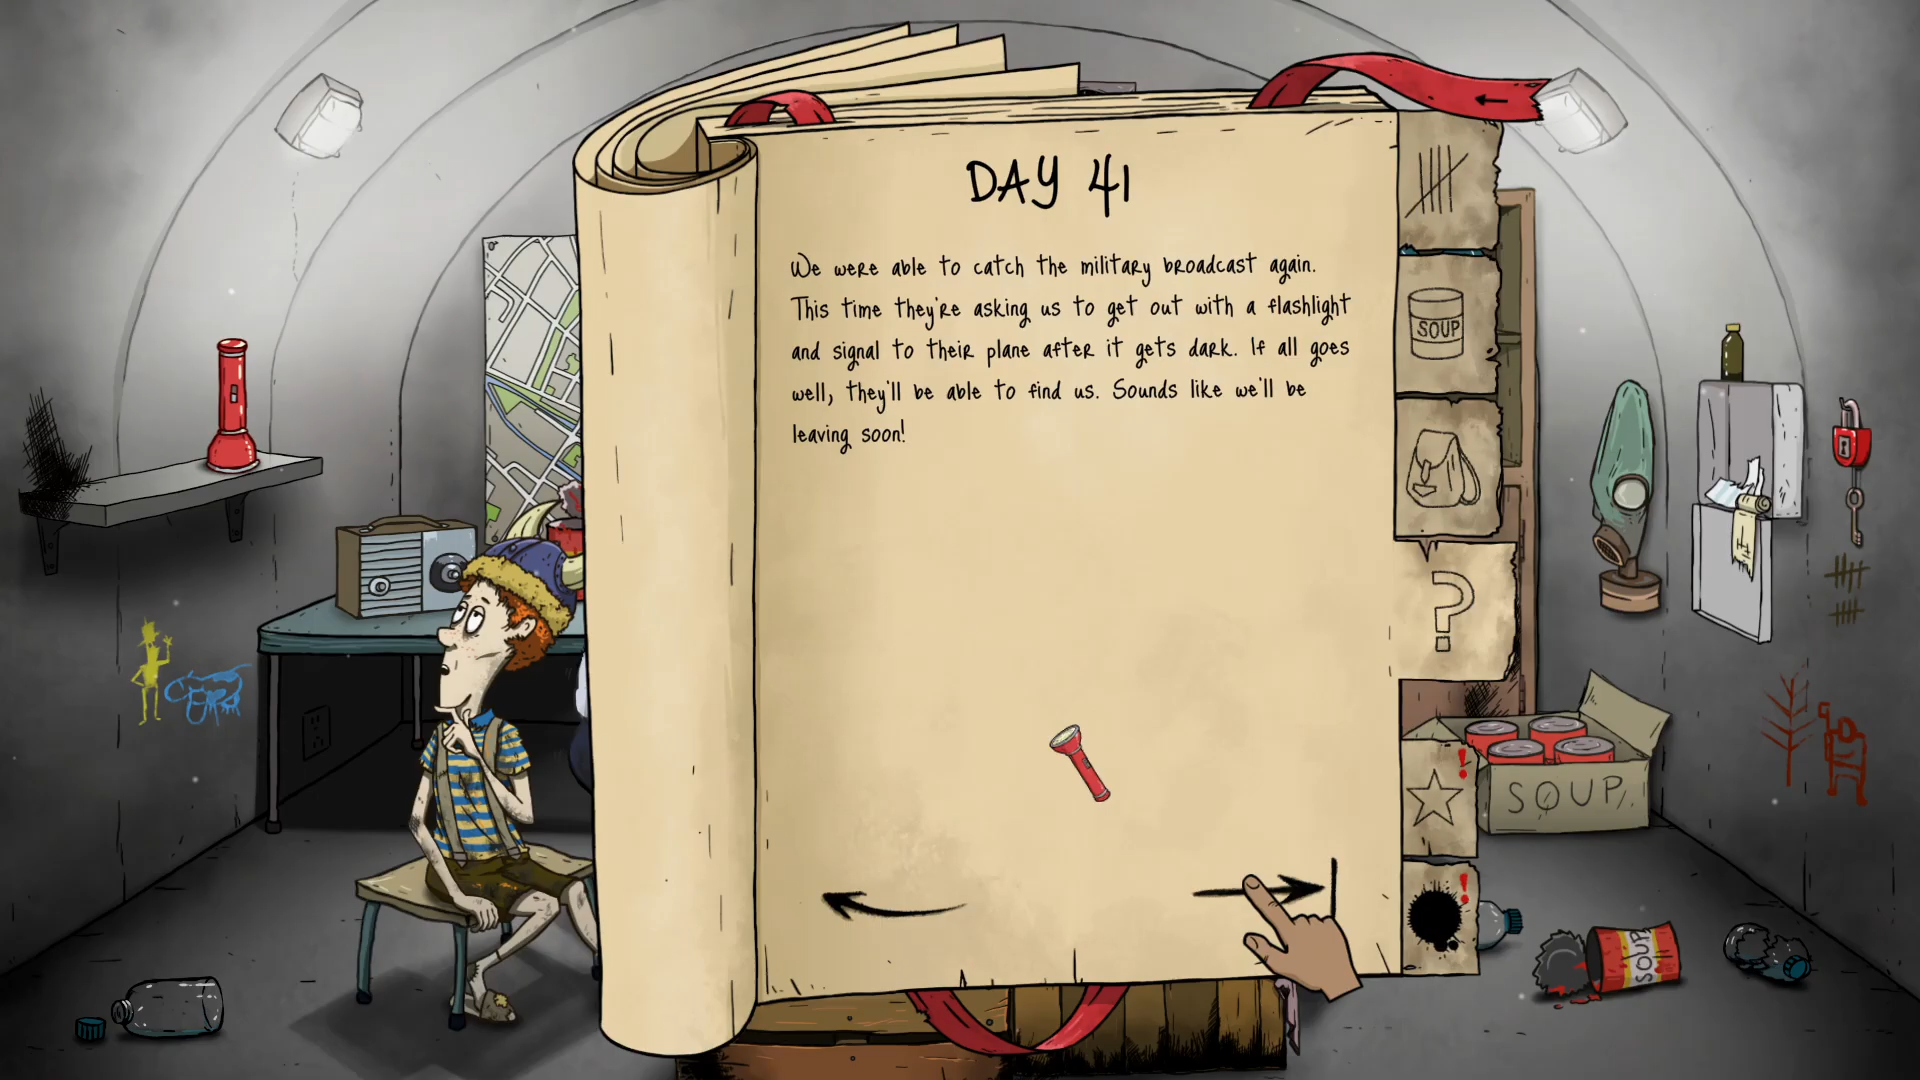 DAY 41
We were able to catch the military broadcast again.
This time they're asking us to get out with a flashlight
and signal to their plane after it gets dark. If all goes
well, they'll be able to find us. Sounds like we'll be
leaving soon!
SOUP
?
!
SOUP
!
SOUP